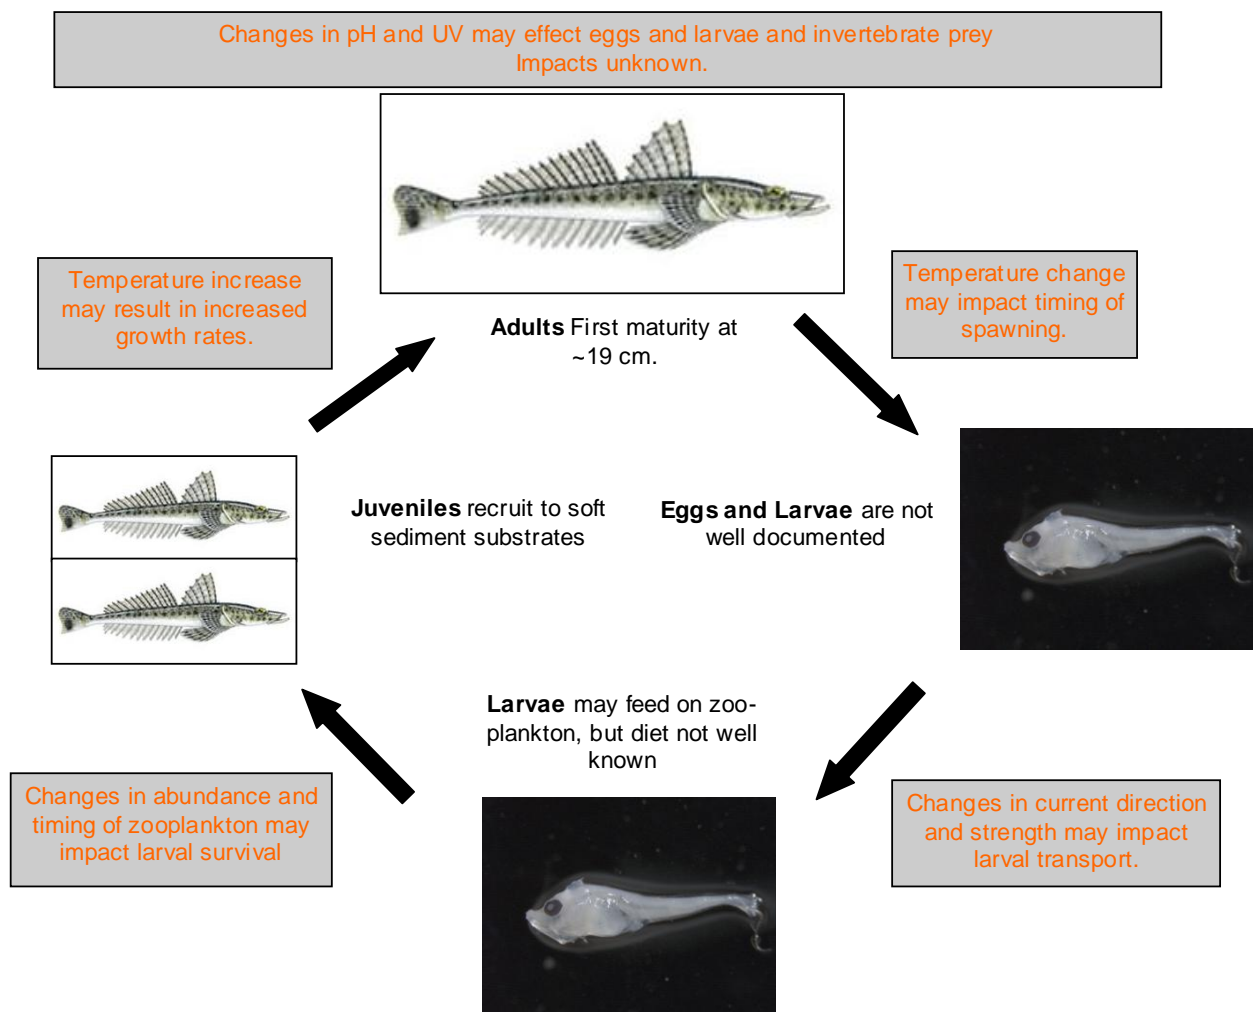 Changes in pH and UV may effect eggs and larvae and invertebrate prey
Impacts unknown.
Temperature increase
may result in increased
growth rates.
Temperature change
may impact timing of
spawning.
Adults First maturity at
~19 cm.
Juveniles recruit to soft
sediment substrates
Eggs and Larvae are not
well documented
Larvae may feed on zoo-
plankton, but diet not well
known
Changes in abundance and
timing of zooplankton may
impact larval survival
Changes in current direction
and strength may impact
larval transport.